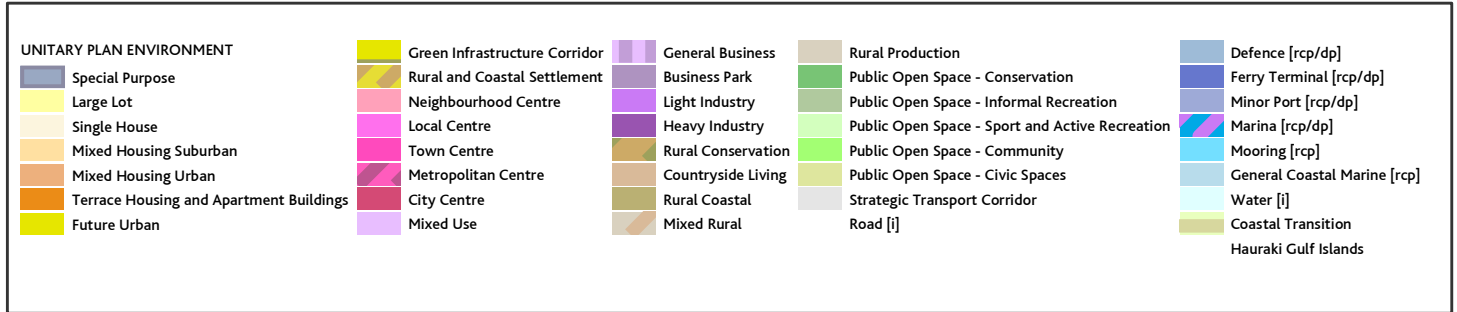 UNITARY PLAN ENVIRONMENT
Special Purpose
Large Lot
Single House
Mixed Housing Suburban
Mixed Housing Urban
Terrace Housing and Apartment Buildings
Future Urban
Green Infrastructure Corridor
Rural and Coastal Settlement
Neighbourhood Centre
Local Centre
Town Centre
Metropolitan Centre
City Centre
Mixed Use
General Business
Business Park
Light Industry
Heavy Industry
Rural Conservation
Countryside Living
Rural Coastal
Mixed Rural
Rural Production
Public Open Space - Conservation
Public Open Space - Informal Recreation
Public Open Space - Sport and Active Recreation
Public Open Space - Community
Public Open Space - Civic Spaces
Strategic Transport Corridor
Road [i]
Defence [rcp/dp]
Ferry Terminal [rcp/dp]
Minor Port [rcp/dp]
Marina [rcp/dp]
Mooring [rcp]
General Coastal Marine [rcp]
Water [i]
Coastal Transition
Hauraki Gulf Islands